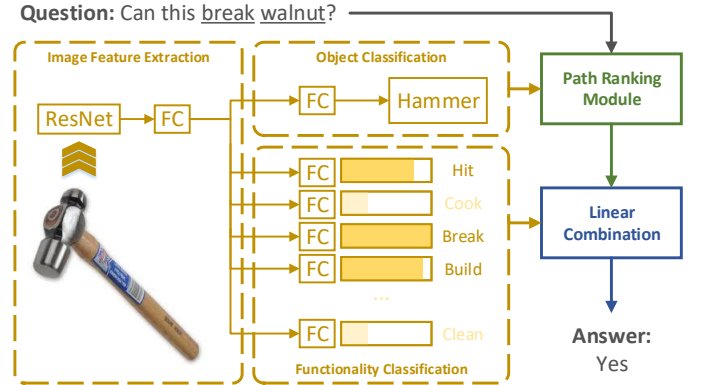 Question: Can this break walnut?
Image Feature Extraction
ResNet
FC
Object Classification
FC
Hammer
FC
Hit
FC
Cook
FC
Break
FC
Build
...
FC
Clean
Functionality Classification
Path Ranking
Module
Linear
Combination
Answer:
Yes